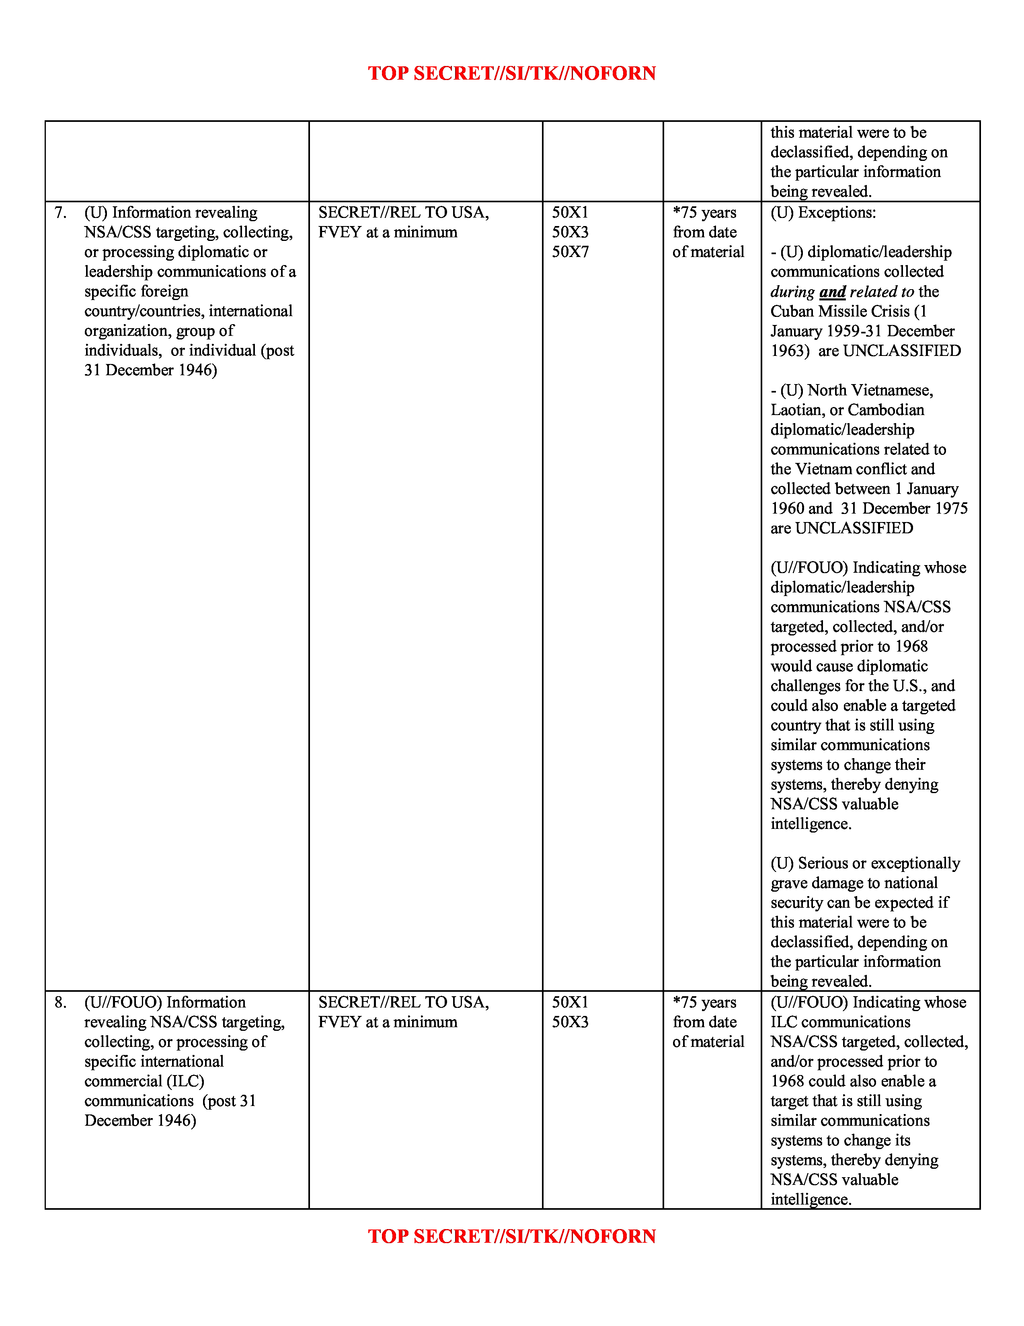 TOP SECRET//SI/TK//NOFORN
this material were to be
declassified, depending on
the particular information
being revealed.
7. (U) Information revealing
NSA/CSS targeting, collecting,
or processing diplomatic or
leadership communications of a
specific foreign
country/countries, international
organization, group of
individuals, or individual (post
31 December 1946)
SECRET//REL TO USA,
FVEY at a minimum
50X1
50X3
50X7
*75 years
from date
of material
(U) Exceptions:
- (U) diplomatic/leadership
communications collected
during and related to the
Cuban Missile Crisis (1
January 1959-31 December
1963) are UNCLASSIFIED
- (U) North Vietnamese,
Laotian, or Cambodian
diplomatic/leadership
communications related to
the Vietnam conflict and
collected between 1 January
1960 and 31 December 1975
are UNCLASSIFIED
(U//FOUO) Indicating whose
diplomatic/leadership
communications NSA/CSS
targeted, collected, and/or
processed prior to 1968
would cause diplomatic
challenges for the U.S., and
could also enable a targeted
country that is still using
similar communications
systems to change their
systems, thereby denying
NSA/CSS valuable
intelligence.
(U) Serious or exceptionally
grave damage to national
security can be expected if
this material were to be
declassified, depending on
the particular information
being revealed.
8. (U//FOUO) Information
revealing NSA/CSS targeting,
collecting, or processing of
specific international
commercial (ILC)
communications (post 31
December 1946)
SECRET//REL TO USA,
FVEY at a minimum
50X1
50X3
*75 years
from date
of material
(U//FOUO) Indicating whose
ILC communications
NSA/CSS targeted, collected,
and/or processed prior to
1968 could also enable a
target that is still using
similar communications
systems to change its
systems, thereby denying
NSA/CSS valuable
intelligence.
TOP SECRET//SI/TK//NOFORN